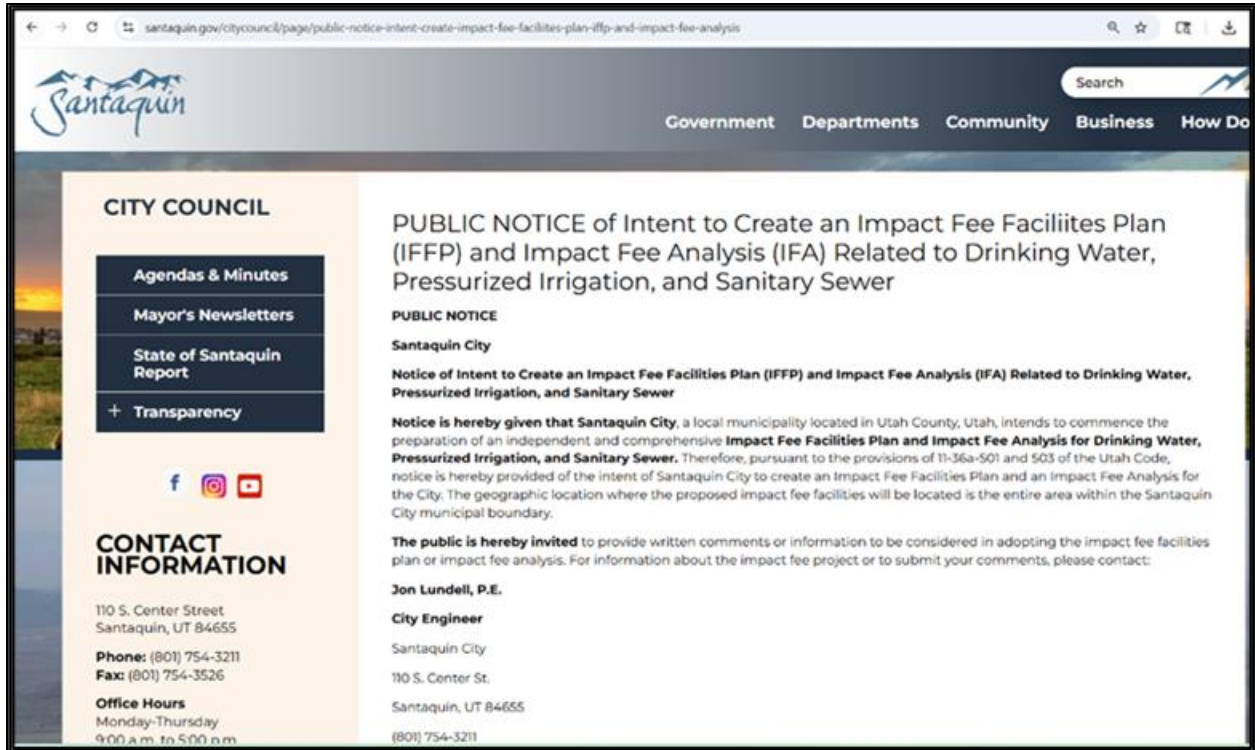 santaquin.gov/citycouncil/page/public-notice-intent-create-impact-fee-facilites-plan-iffp-and-impact-fee-analysis
Santaquin
Search
Government Departments Community Business How Do
CITY COUNCIL
Agendas & Minutes
Mayor's Newsletters
State of Santaquin
Report
+ Transparency
CONTACT
INFORMATION
110 S. Center Street
Santaquin, UT 84655
Phone: (801) 754-3211
Fax: (801) 754-3526
Office Hours
Monday-Thursday
9:00 a.m. to 5:00 p.m.
PUBLIC NOTICE of Intent to Create an Impact Fee Faciliites Plan
(IFFP) and Impact Fee Analysis (IFA) Related to Drinking Water,
Pressurized Irrigation, and Sanitary Sewer
PUBLIC NOTICE
Santaquin City
Notice of Intent to Create an Impact Fee Facilities Plan (IFFP) and Impact Fee Analysis (IFA) Related to Drinking Water,
Pressurized Irrigation, and Sanitary Sewer
Notice is hereby given that Santaquin City, a local municipality located in Utah County, Utah, intends to commence the
preparation of an independent and comprehensive Impact Fee Facilities Plan and Impact Fee Analysis for Drinking Water,
Pressurized Irrigation, and Sanitary Sewer. Therefore, pursuant to the provisions of 11-36a-501 and 503 of the Utah Code,
notice is hereby provided of the intent of Santaquin City to create an Impact Fee Facilities Plan and an Impact Fee Analysis for
the City. The geographic location where the proposed impact fee facilities will be located is the entire area within the Santaquin
City municipal boundary.
The public is hereby invited to provide written comments or information to be considered in adopting the impact fee facilities
plan or impact fee analysis. For information about the impact fee project or to submit your comments, please contact:
Jon Lundell, P.E.
City Engineer
Santaquin City
110 S. Center St.
Santaquin, UT 84655
(801) 754-3211